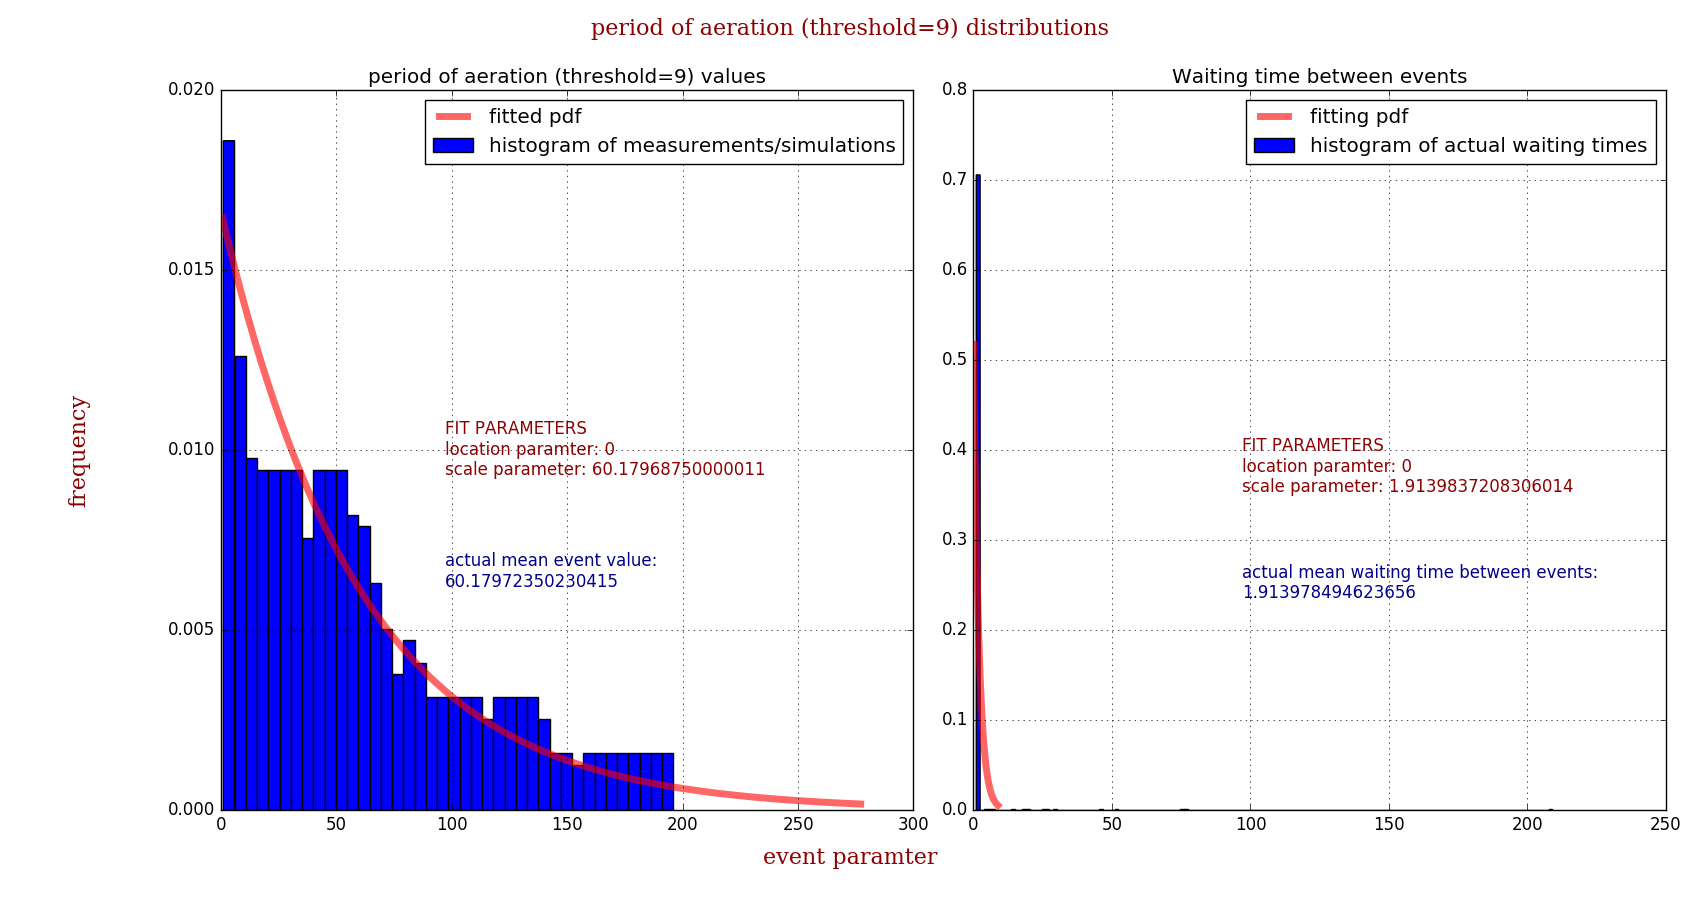 period of aeration (threshold=9) distributions
period of aeration (threshold=9) values
0.020
0.015
0.010
0.005
0.000
fitted pdf
histogram of measurements/simulations
FIT PARAMETERS
location paramter: 0
scale parameter: 60.17968750000011
actual mean event value:
60.17972350230415
0 50 100 150 200 250 300
frequency
Waiting time between events
0.8
0.7
0.6
0.5
0.4
0.3
0.2
0.1
0.0
fitting pdf
histogram of actual waiting times
FIT PARAMETERS
location paramter: 0
scale parameter: 1.9139837208306014
actual mean waiting time between events:
1.913978494623656
0 50 100 150 200 250
event paramter